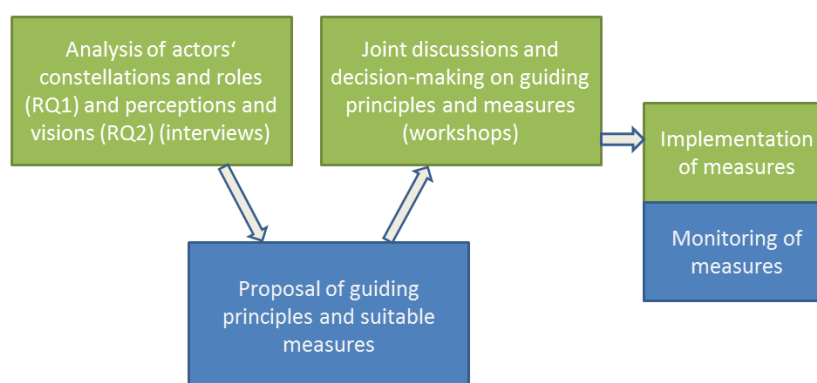 Analysis of actors‘
constellations and roles
(RQ1) and perceptions and
visions (RQ2) (interviews)
Joint discussions and
decision-making on guiding
principles and measures
(workshops)
Implementation
of measures
Monitoring of
measures
Proposal of guiding
principles and suitable
measures